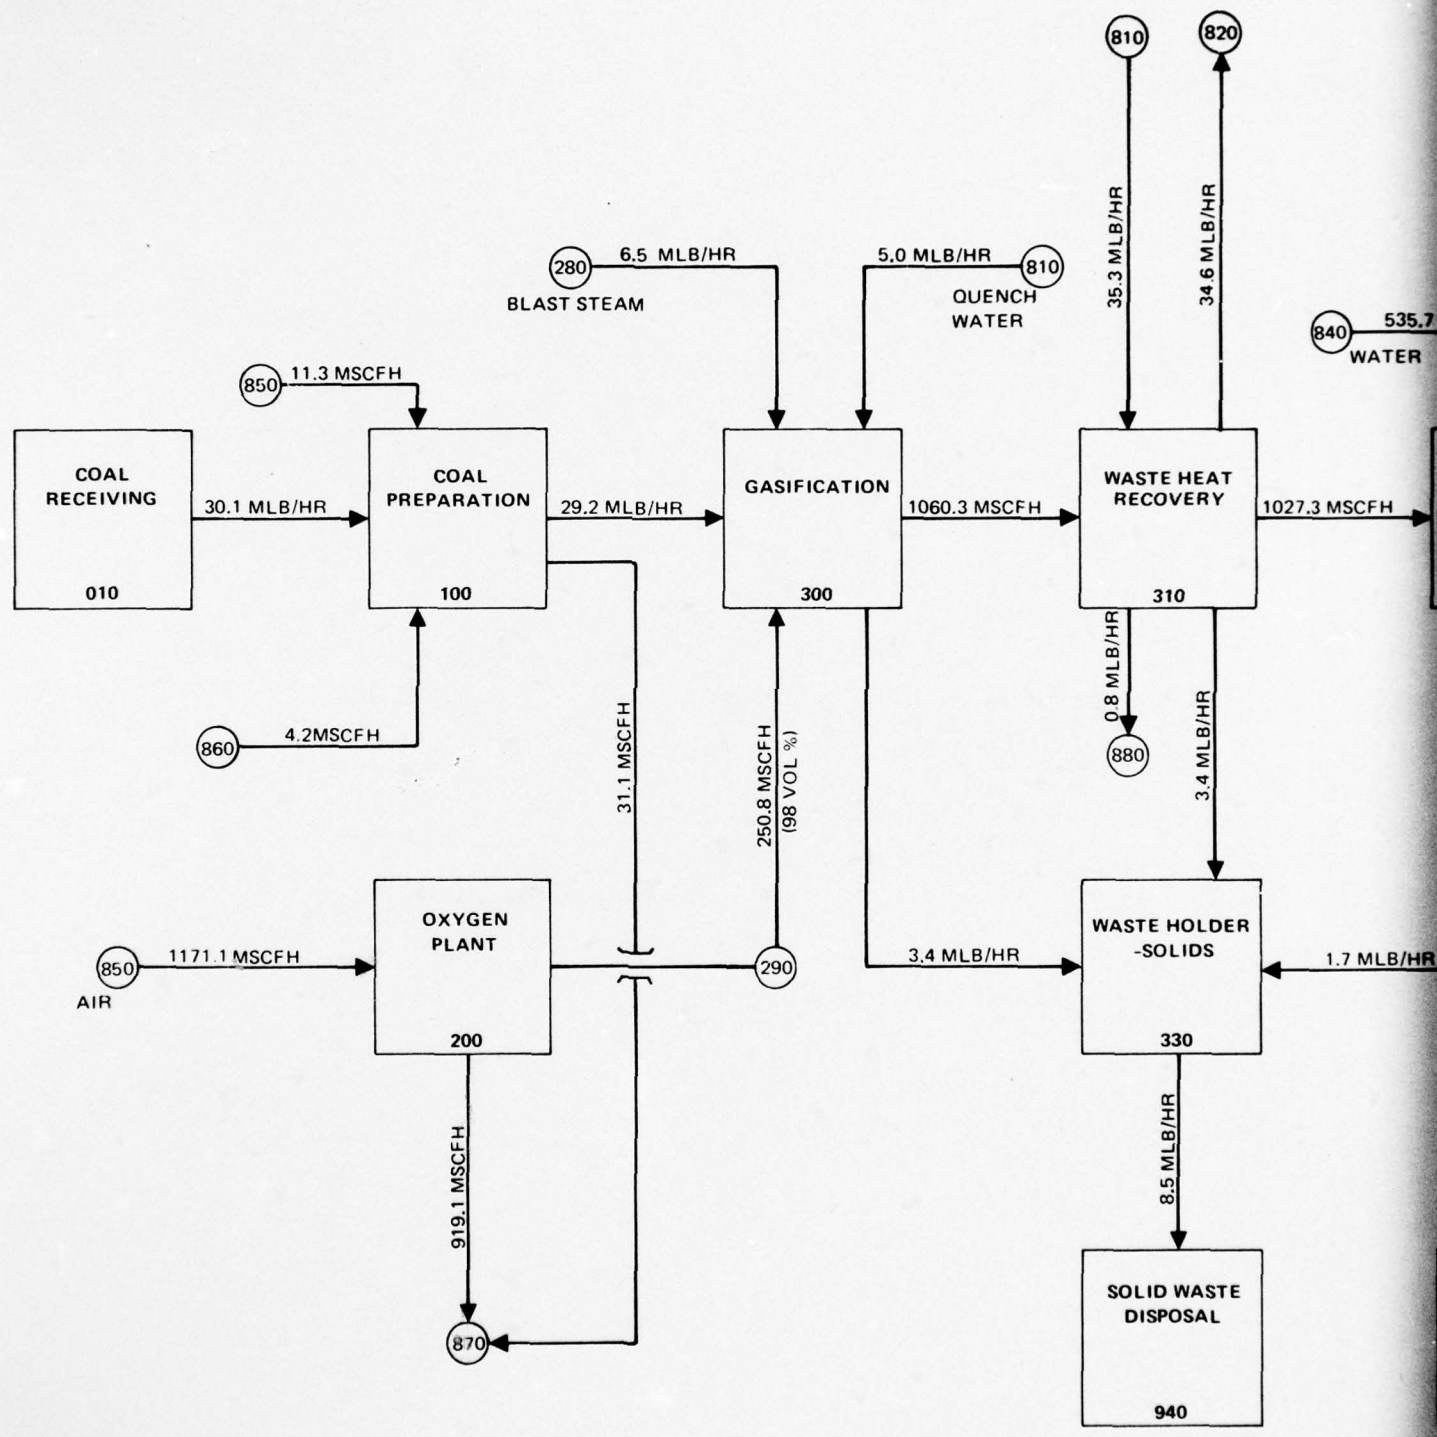 810
820
35.3 MLB/HR
34.6 MLB/HR
280
6.5 MLB/HR
BLAST STEAM
5.0 MLB/HR
810
QUENCH
WATER
840
535.7
WATER
850
11.3 MSCFH
COAL
RECEIVING
010
30.1 MLB/HR
COAL
PREPARATION
100
29.2 MLB/HR
GASIFICATION
300
1060.3 MSCFH
WASTE HEAT
RECOVERY
310
1027.3 MSCFH
860
4.2MSCFH
31.1 MSCFH
250.8 MSCFH
(98 VOL %)
0.8 MLB/HR
880
3.4 MLB/HR
850
1171.1 MSCFH
AIR
OXYGEN
PLANT
200
290
3.4 MLB/HR
WASTE HOLDER
-SOLIDS
330
1.7 MLB/HR
919.1 MSCFH
870
8.5 MLB/HR
SOLID WASTE
DISPOSAL
940